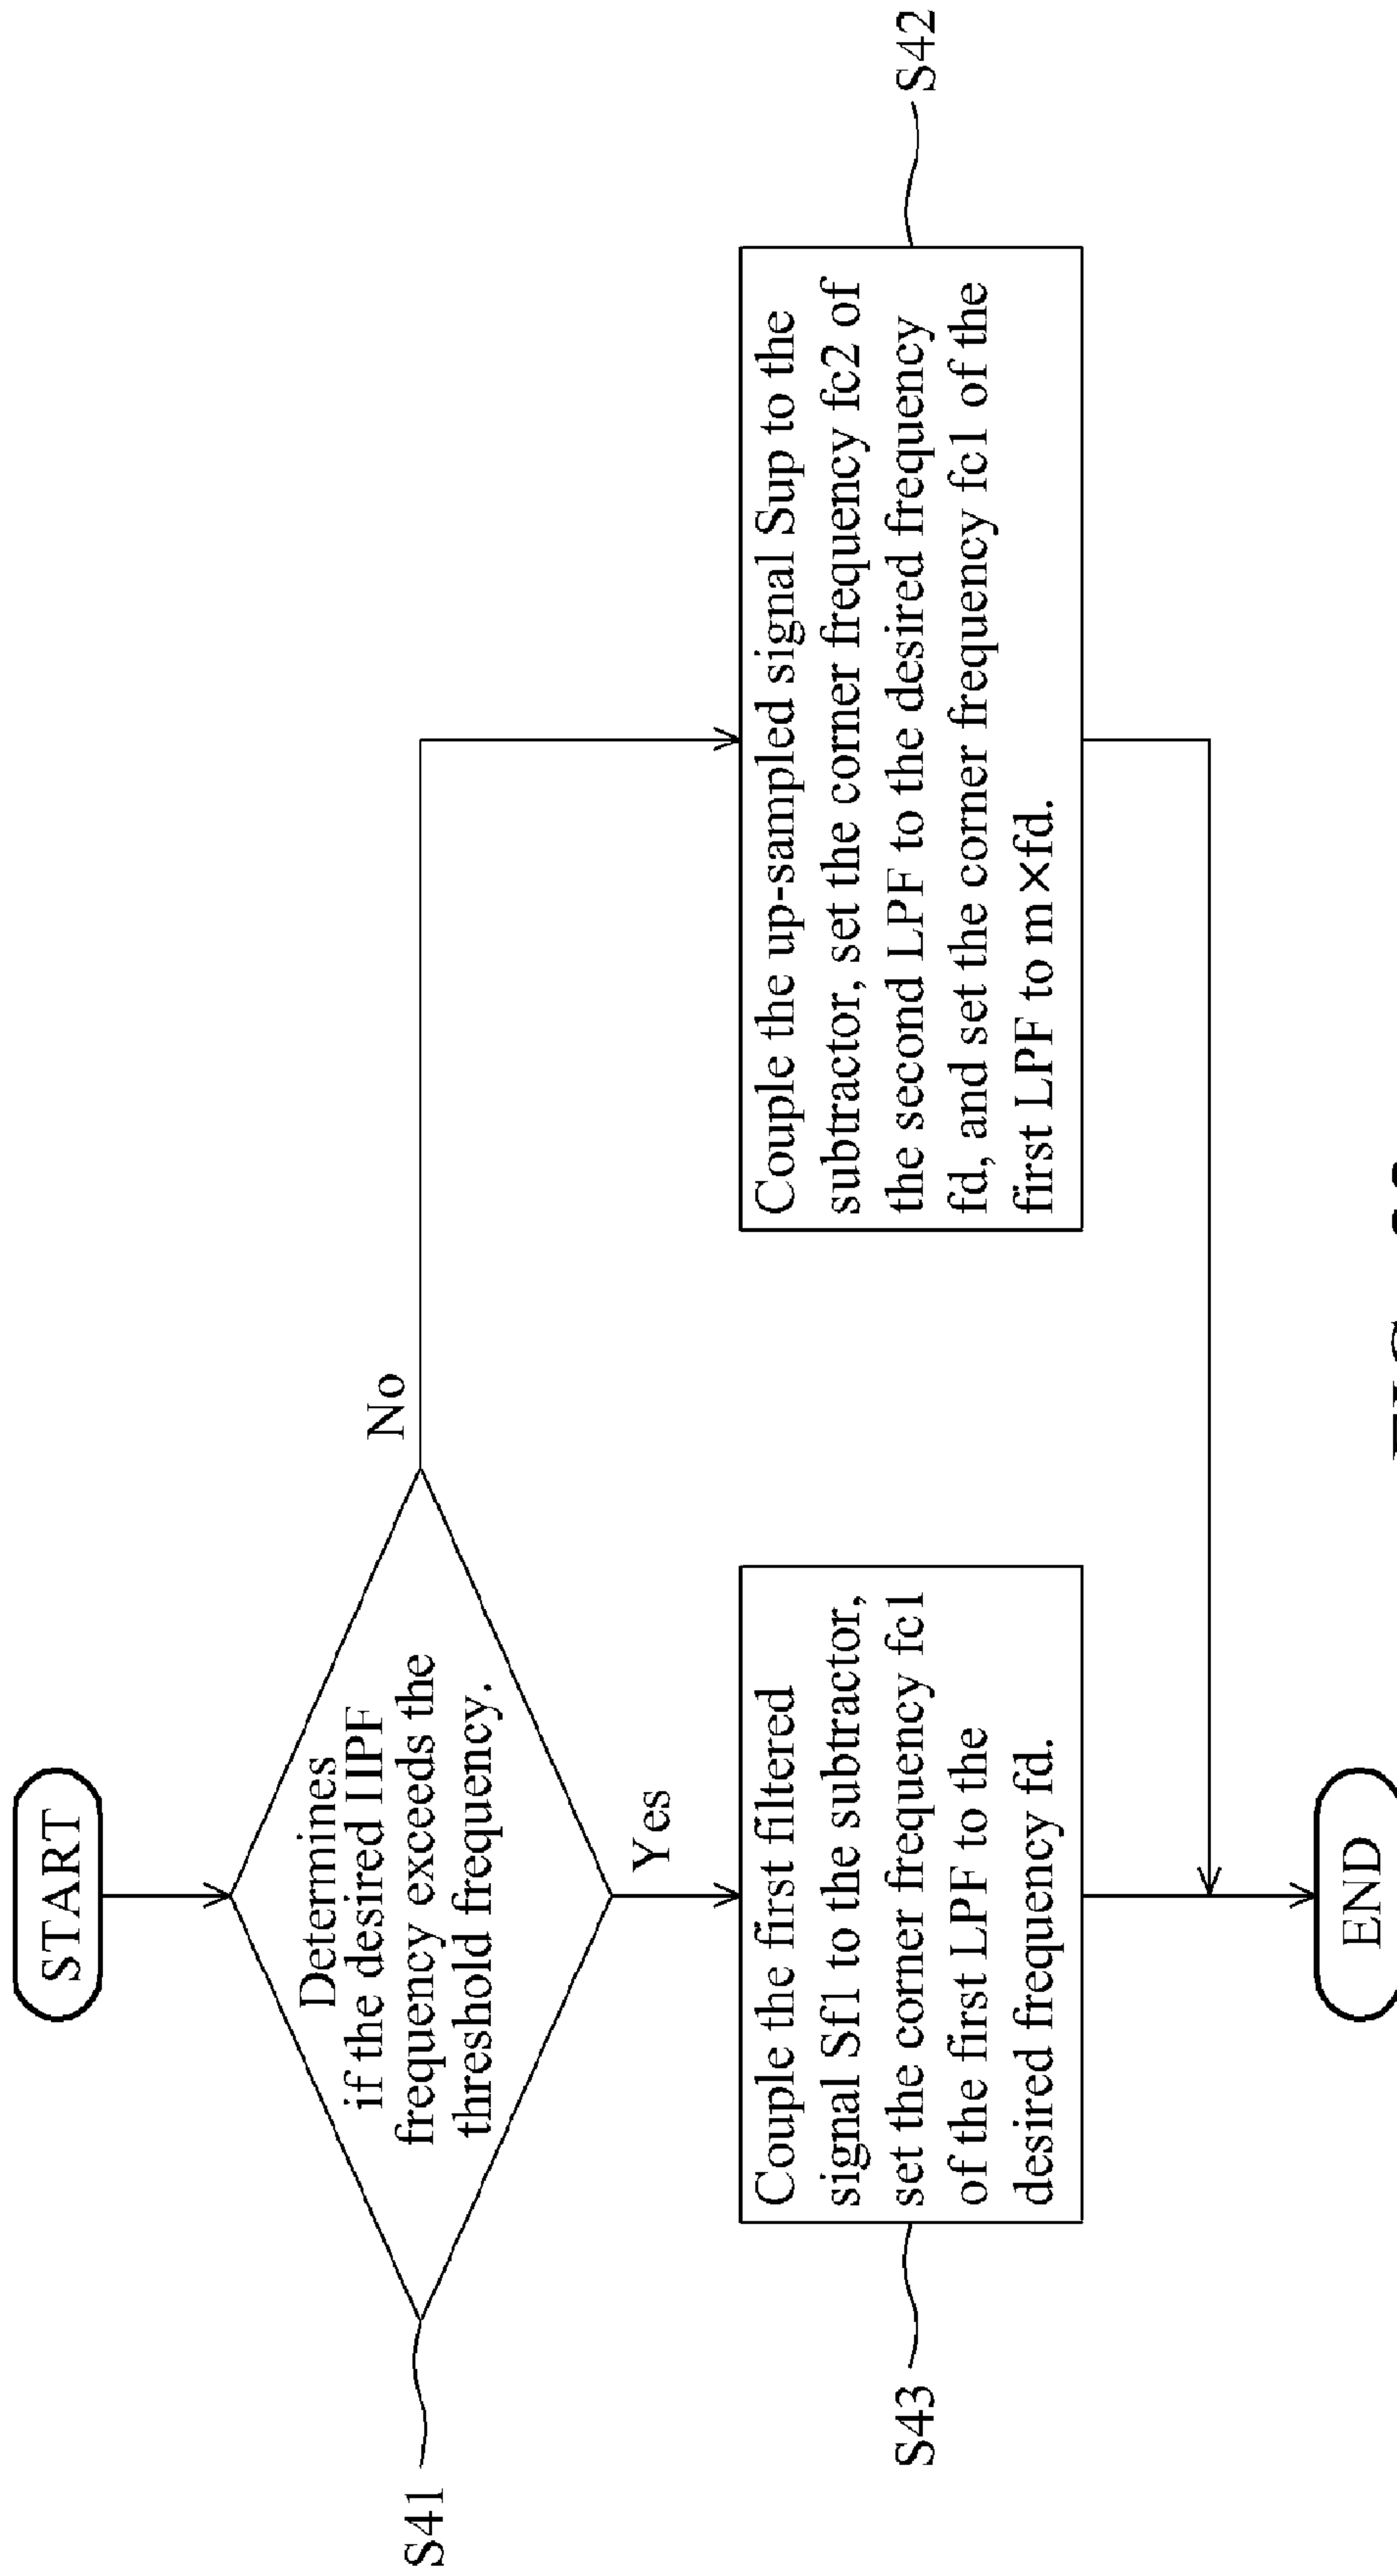 START
S41
Determines
if the desired IIPF
frequency exceeds the
threshold frequency.
No
Yes
S43
Couple the first filtered
signal Sf1 to the subtractor,
set the corner frequency fc1
of the first LPF to the
desired frequency fd.
Couple the up-sampled signal Sup to the
subtractor, set the corner frequency fc2 of
the second LPF to the desired frequency
fd, and set the corner frequency fc1 of the
first LPF to m×fd.
S42
END